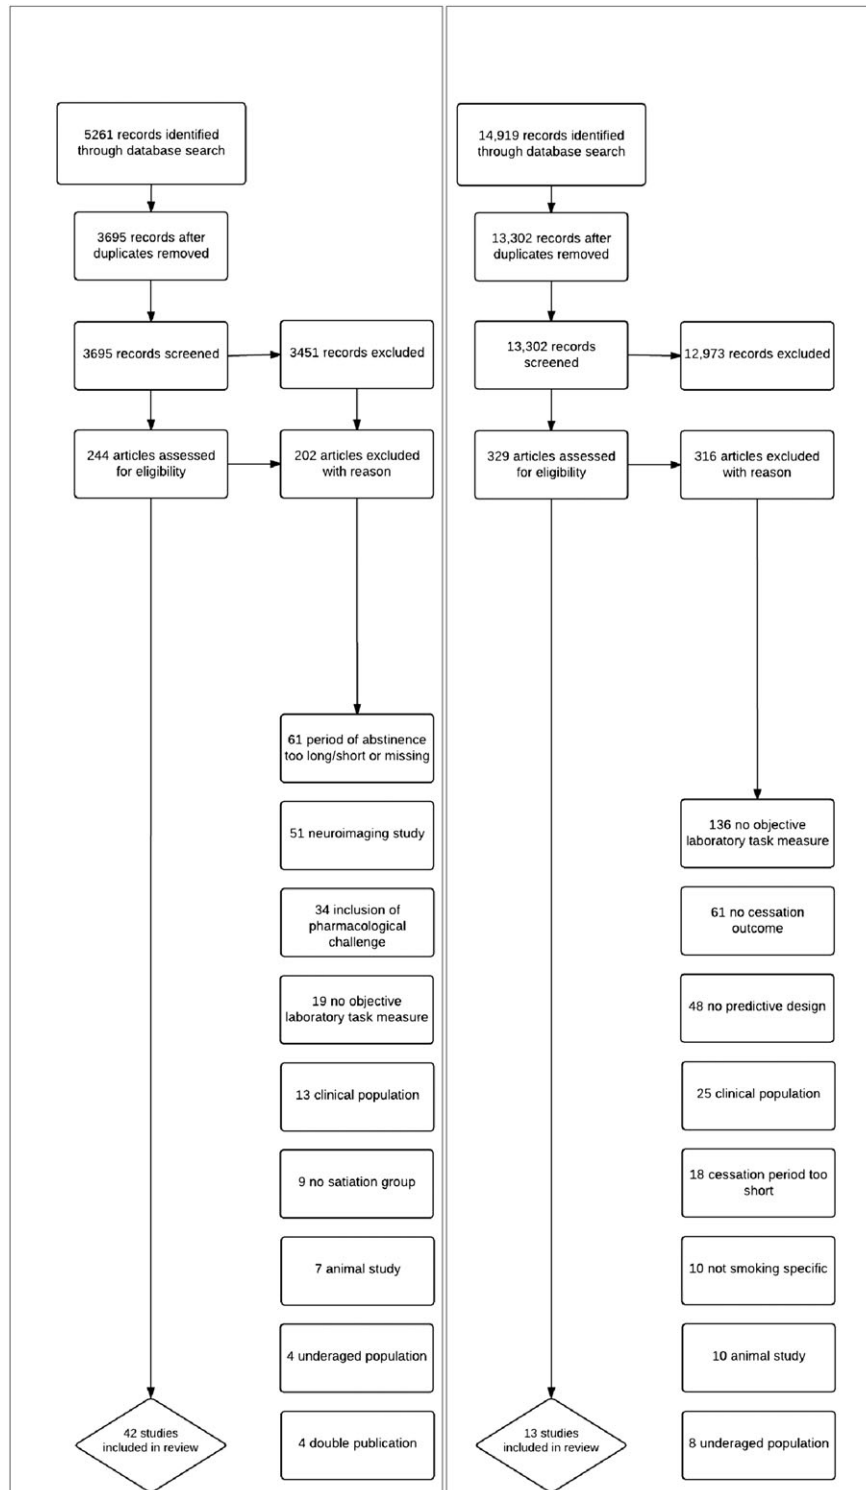 5261 records identified
through database search
3695 records after
duplicates removed
3695 records screened
3451 records excluded
244 articles assessed
for eligibility
202 articles excluded
with reason
61 period of abstinence
too long/short or missing
51 neuroimaging study
34 inclusion of
pharmacological
challenge
19 no objective
laboratory task measure
13 clinical population
9 no satiation group
7 animal study
4 underaged population
4 double publication
42 studies
included in review
14,919 records identified
through database search
13,302 records after
duplicates removed
13,302 records
screened
12,973 records excluded
329 articles assessed
for eligibility
316 articles excluded
with reason
136 no objective
laboratory task measure
61 no cessation
outcome
48 no predictive design
25 clinical population
18 cessation period too
short
10 not smoking specific
10 animal study
8 underaged population
13 studies
included in review